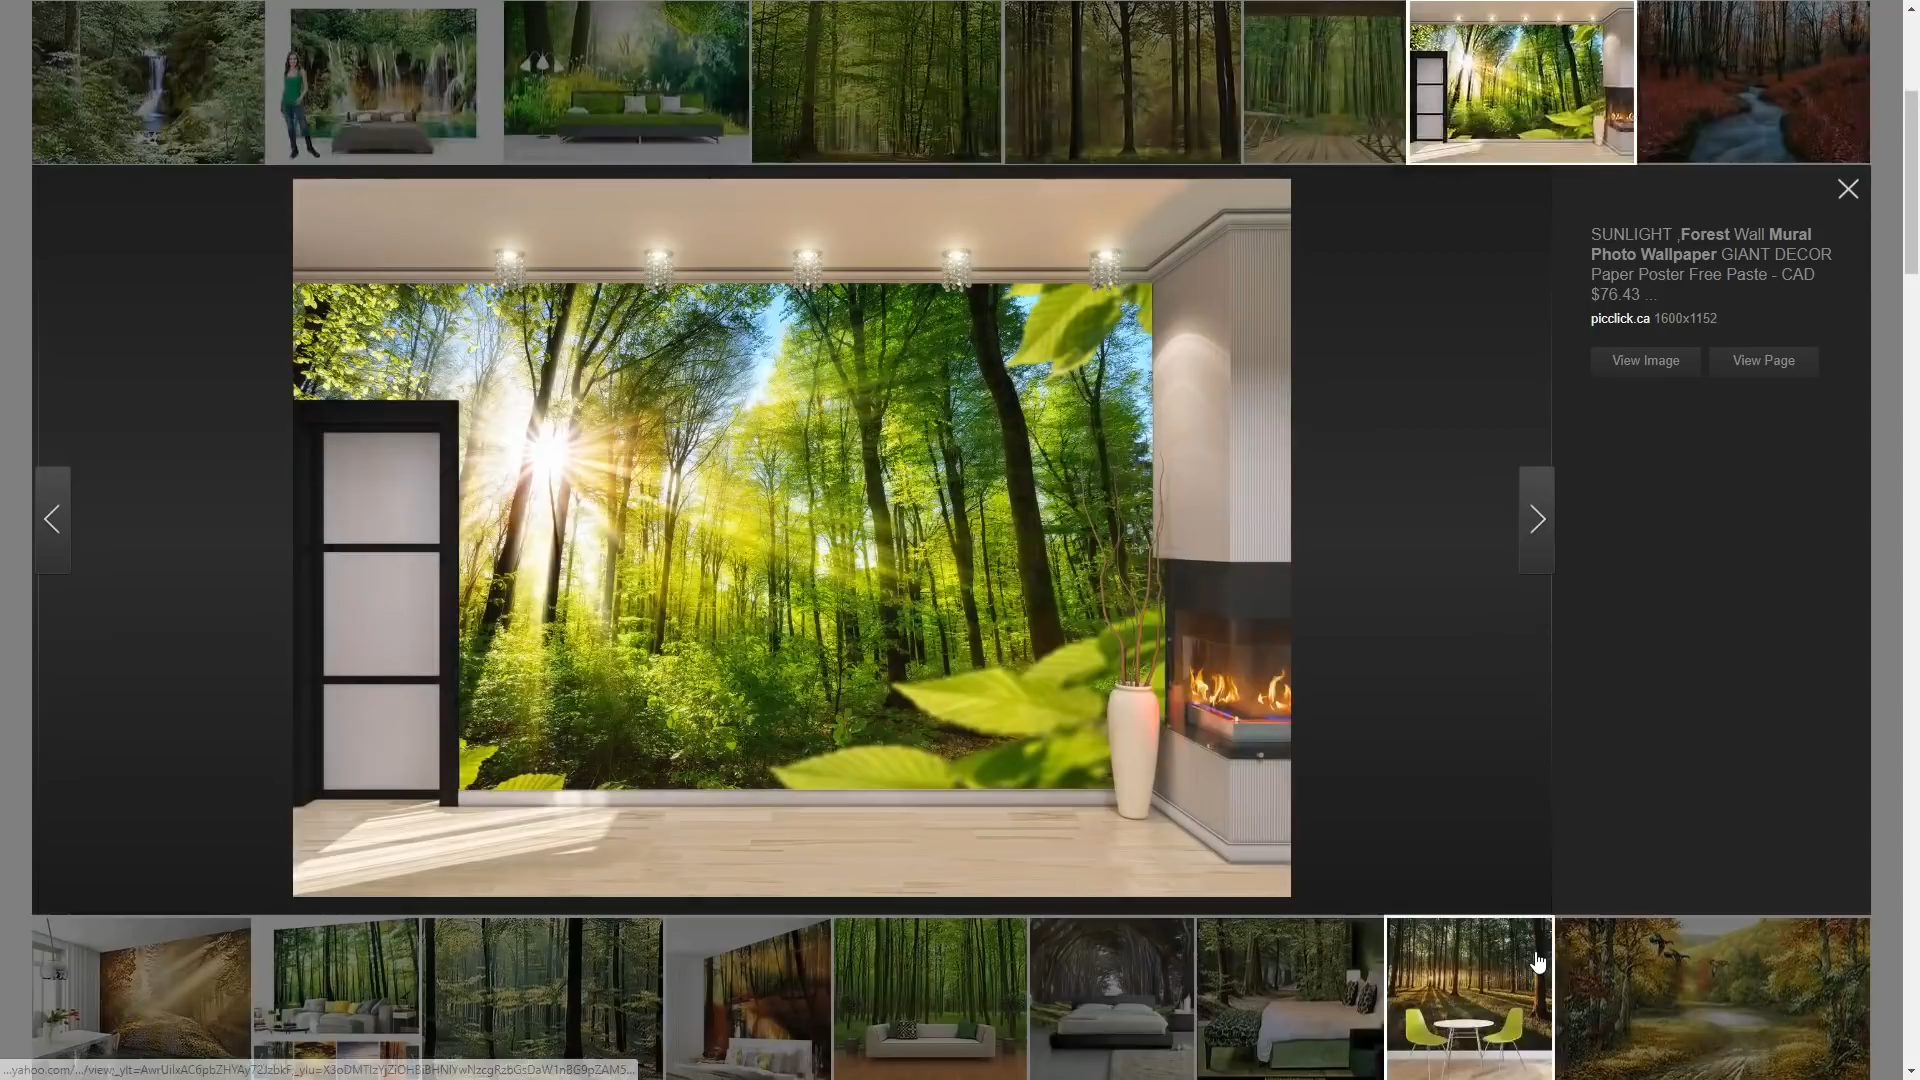 SUNLIGHT ,Forest Wall Mural
Photo Wallpaper GIANT DECOR
Paper Poster Free Paste - CAD
$76.43 ...
picclick.ca 1600x1152
View Image
View Page